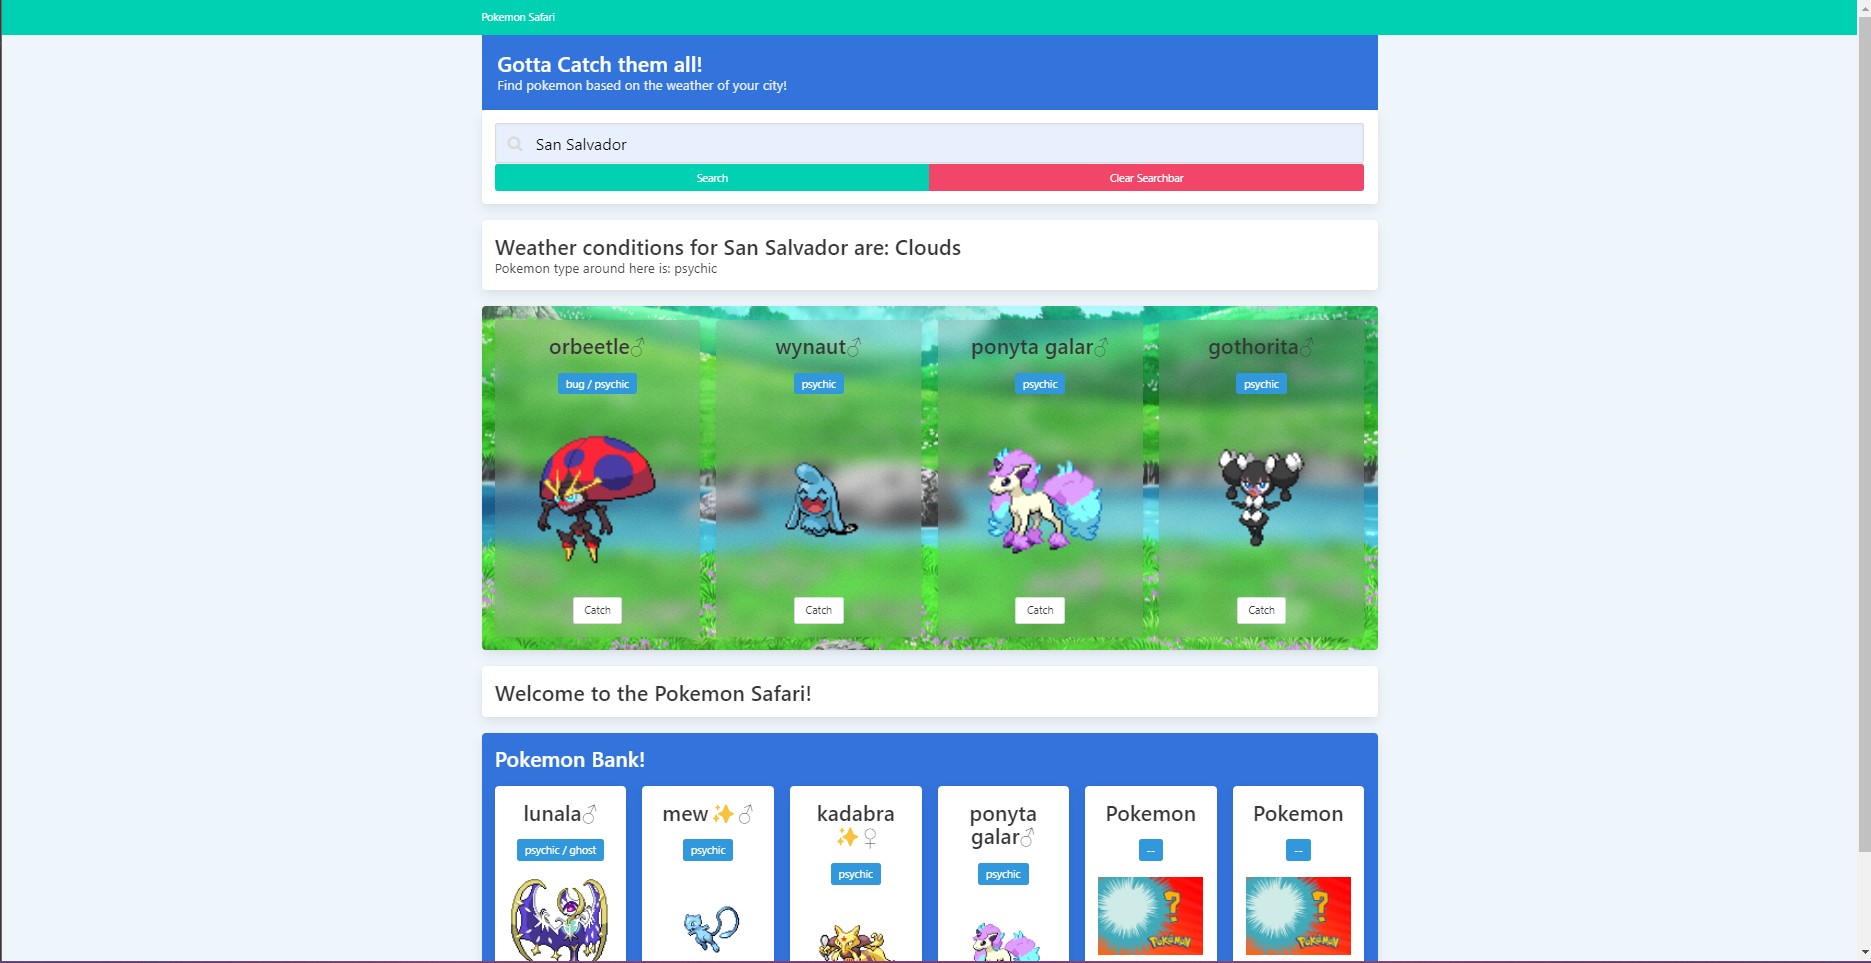 Pokemon Safari
Gotta Catch them all!
Find pokemon based on the weather of your city!
San Salvador
Search
Clear Searchbar
Weather conditions for San Salvador are: Clouds
Pokemon type around here is: psychic
orbeetle♂
wynaut♂
ponyta galar♂
gothorita♂
bug / psychic
psychic
psychic
psychic
Catch
Catch
Catch
Catch
Welcome to the Pokemon Safari!
Pokemon Bank!
lunala♂
psychic / ghost
mew ✨ ♂
psychic
kadabra
✨ ♀
psychic
ponyta
galar♂
psychic
Pokemon
--
?
POKéMON
Pokemon
--
?
POKéMON